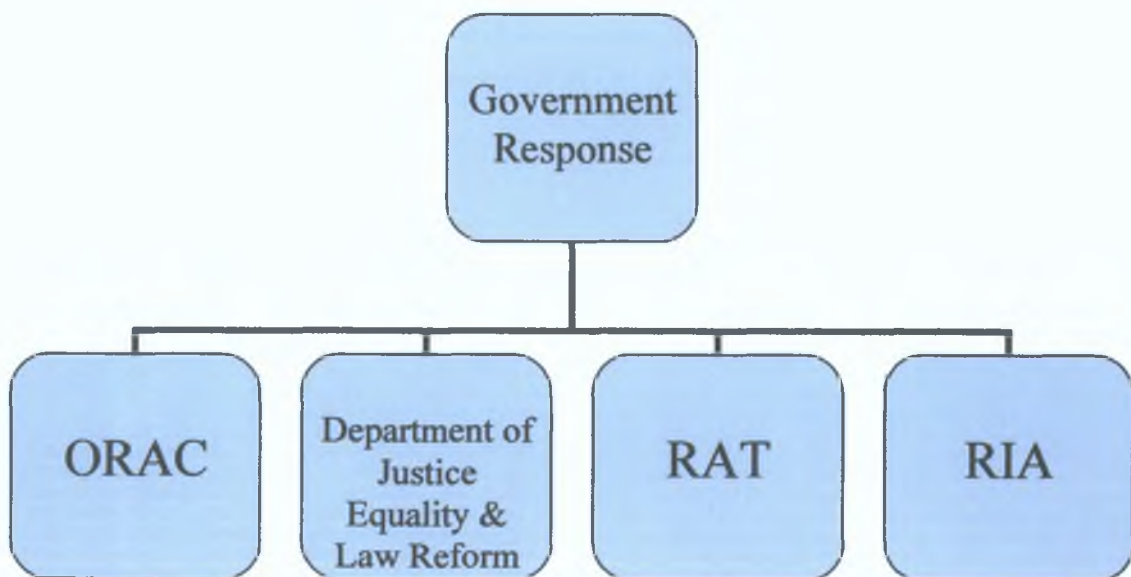 Government
Response
ORAC
Department of
Justice
Equality &
Law Reform
RAT
RIA